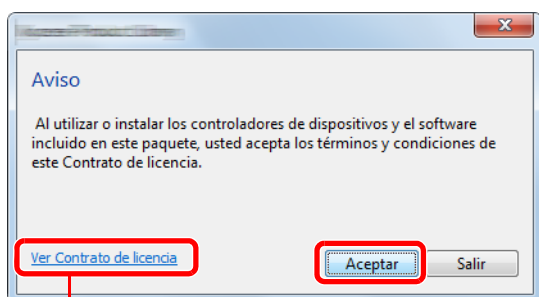 Aviso
Al utilizar o instalar los controladores de dispositivos y el software
incluido en este paquete, usted acepta los términos y condiciones de
este Contrato de licencia.
Ver Contrato de licencia
Aceptar
Salir